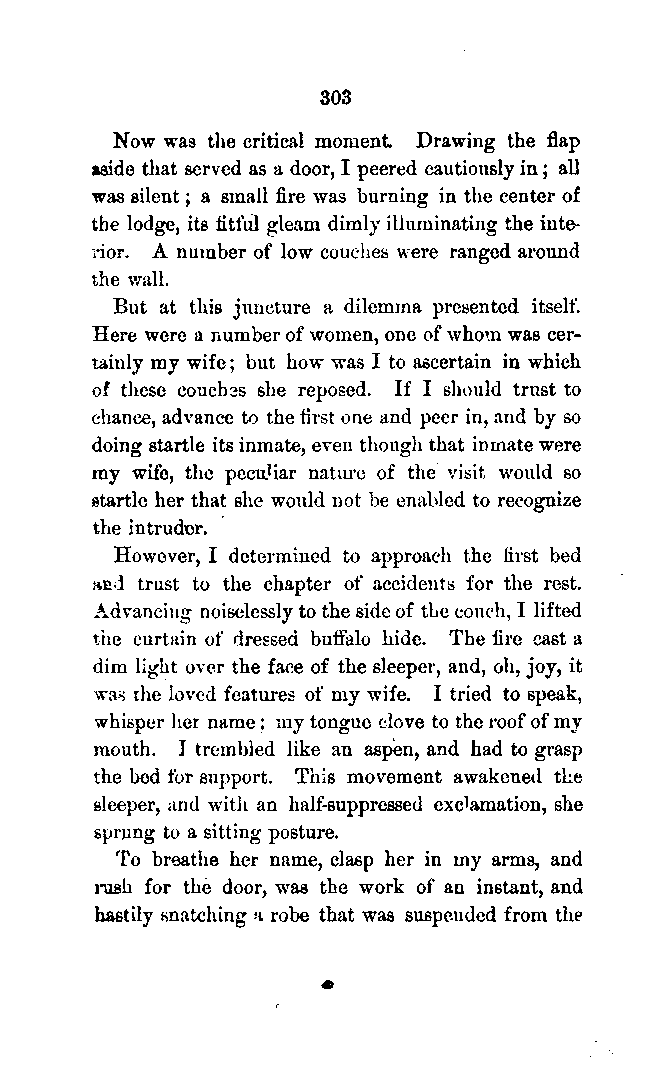 303
Now was the critical moment. Drawing the flap
aside that served as a door, I peered cautiously in; all
was silent; a small fire was burning in the center of
the lodge, its fitful gleam dimly illuminating the inte-
rior. A number of low couches were ranged around
the wall.
But at this juncture a dilemma presented itself.
Here were a number of women, one of whom was cer-
tainly my wife; but how was I to ascertain in which
of these couches she reposed. If I should trust to
chance, advance to the first one and peer in, and by so
doing startle its inmate, even though that inmate were
my wife, the peculiar nature of the visit would so
startle her that she would not be enabled to recognize
the intruder.
However, I determined to approach the first bed
and trust to the chapter of accidents for the rest.
Advancing noiselessly to the side of the couch, I lifted
the curtain of dressed buffalo hide. The fire cast a
dim light over the face of the sleeper, and, oh, joy, it
was the loved features of my wife. I tried to speak,
whisper her name; my tongue clove to the roof of my
mouth. I trembled like an aspen, and had to grasp
the bed for support. This movement awakened the
sleeper, and with an half-suppressed exclamation, she
sprung to a sitting posture.
To breathe her name, clasp her in my arms, and
rush for the door, was the work of an instant, and
hastily snatching a robe that was suspended from the